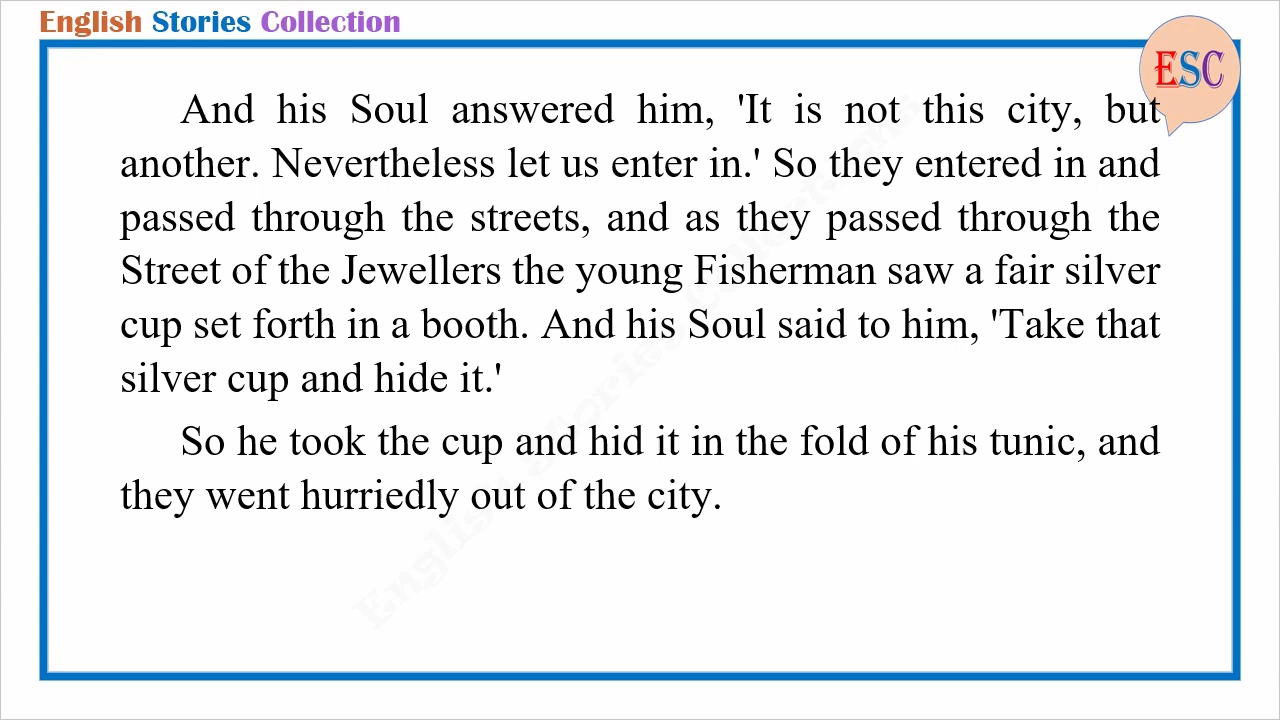 English Stories Collection
ESC
And his Soul answered him, 'It is not this city, but
another. Nevertheless let us enter in.' So they entered in and
passed through the streets, and as they passed through the
Street of the Jewellers the young Fisherman saw a fair silver
cup set forth in a booth. And his Soul said to him, 'Take that
silver cup and hide it.'
So he took the cup and hid it in the fold of his tunic, and
they went hurriedly out of the city.
English Stories Collections